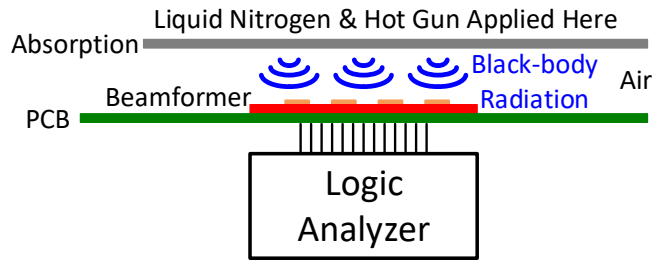 Liquid Nitrogen & Hot Gun Applied Here
Absorption
Black-body
Radiation
Air
Beamformer
PCB
Logic
Analyzer